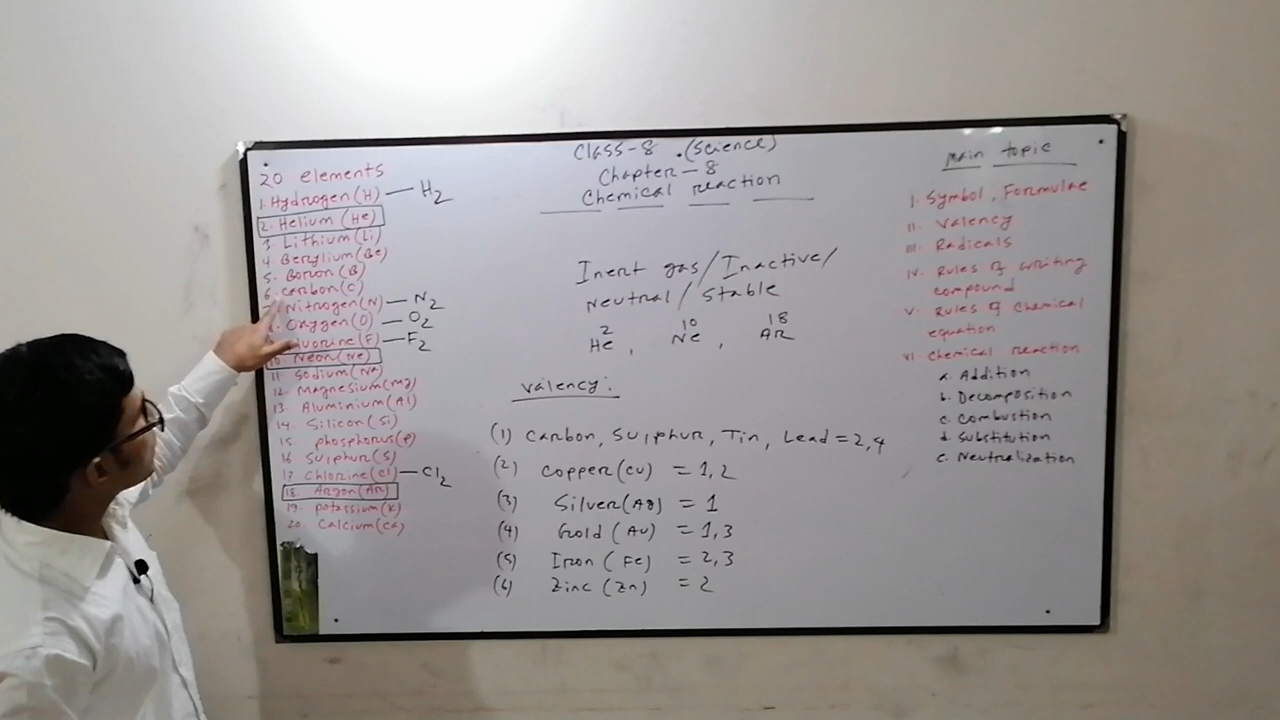 20 elements
1. Hydrogen (H) — H2
2. Helium (He)
3. Lithium (Li)
4. Berylium (Be)
5. Boron (B)
6. Carbon (C)
Nitrogen (N) — N2
Oxygen (O) — O2
uorine (F) — F2
10. Neon (Ne)
11. Sodium (Na)
12. Magnesium (Mg)
13. Aluminium (Al)
14. Silicon (Si)
15. phosphorus (P)
16. Sulphur (S)
17. Chlorine (Cl) — Cl2
18. Argon (Ar)
19. potassium (K)
20. Calcium (Ca)
Class-8 . (Science)
Chapter-8
Chemical reaction
Inert gas/Inactive/
Neutral/Stable
2 10 18
He, Ne, Ar
Valency:
(1) Carbon, Sulphur, Tin, Lead = 2,4
(2) Copper (Cu) = 1,2
(3) Silver (Ag) = 1
(4) Gold (Au) = 1,3
(5) Iron (Fe) = 2,3
(6) Zinc (Zn) = 2
main topic
I. Symbol, Formulae
II. Valency
III. Radicals
IV. Rules of writing
compound
V. Rules of Chemical
equation
VI. Chemical reaction
a. Addition
b. Decomposition
c. Combustion
d. Substitution
e. Neutralization